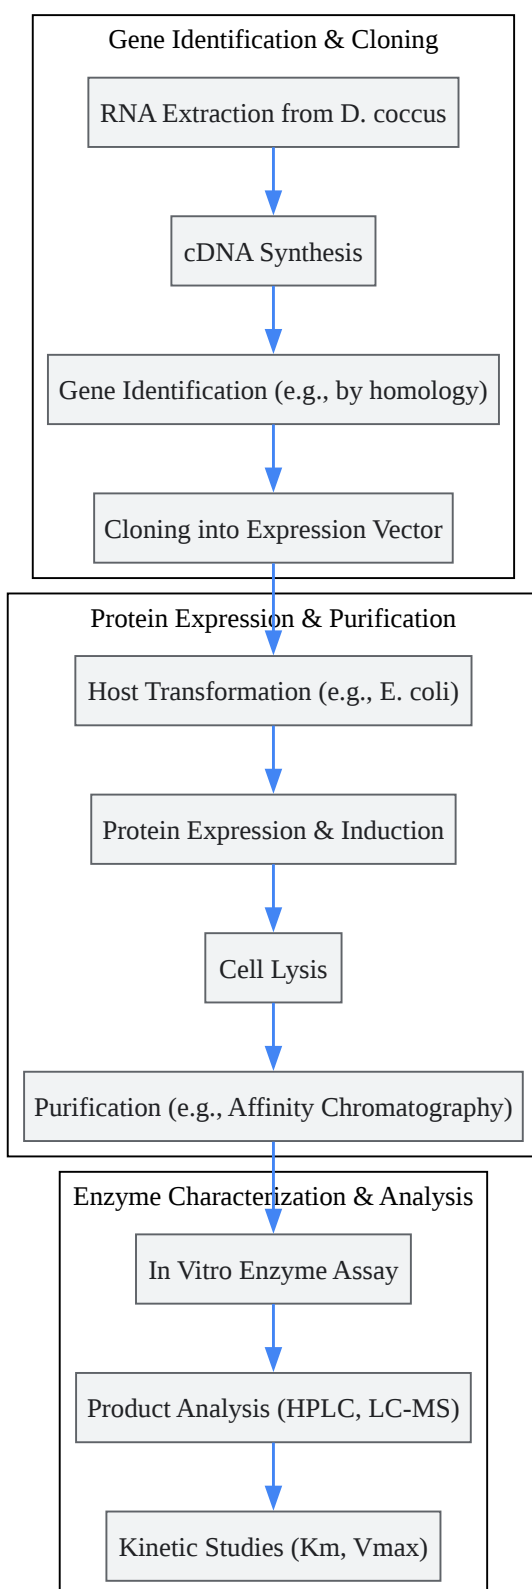 Gene Identification & Cloning
RNA Extraction from D. coccus
cDNA Synthesis
Gene Identification (e.g., by homology)
Cloning into Expression Vector
Protein Expression & Purification
Host Transformation (e.g., E. coli)
Protein Expression & Induction
Cell Lysis
Purification (e.g., Affinity Chromatography)
Enzyme Characterization & Analysis
In Vitro Enzyme Assay
Product Analysis (HPLC, LC-MS)
Kinetic Studies (Km, Vmax)